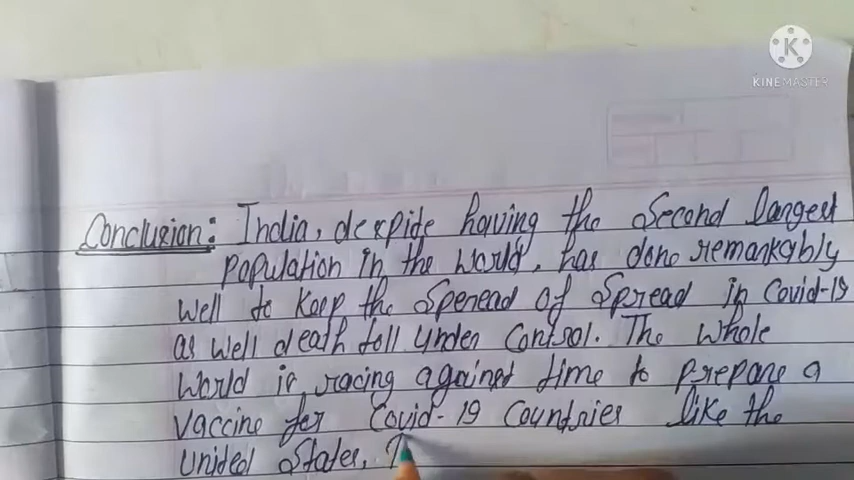 KINEMASTER
Conclusion: India, despite having the Second largest
population in the world, has done remarkably
well to keep the Speread of Spread in Covid-19
as well death toll under Control. The whole
world is racing against time to prepare a
vaccine for Covid-19 Countries like the
United States,